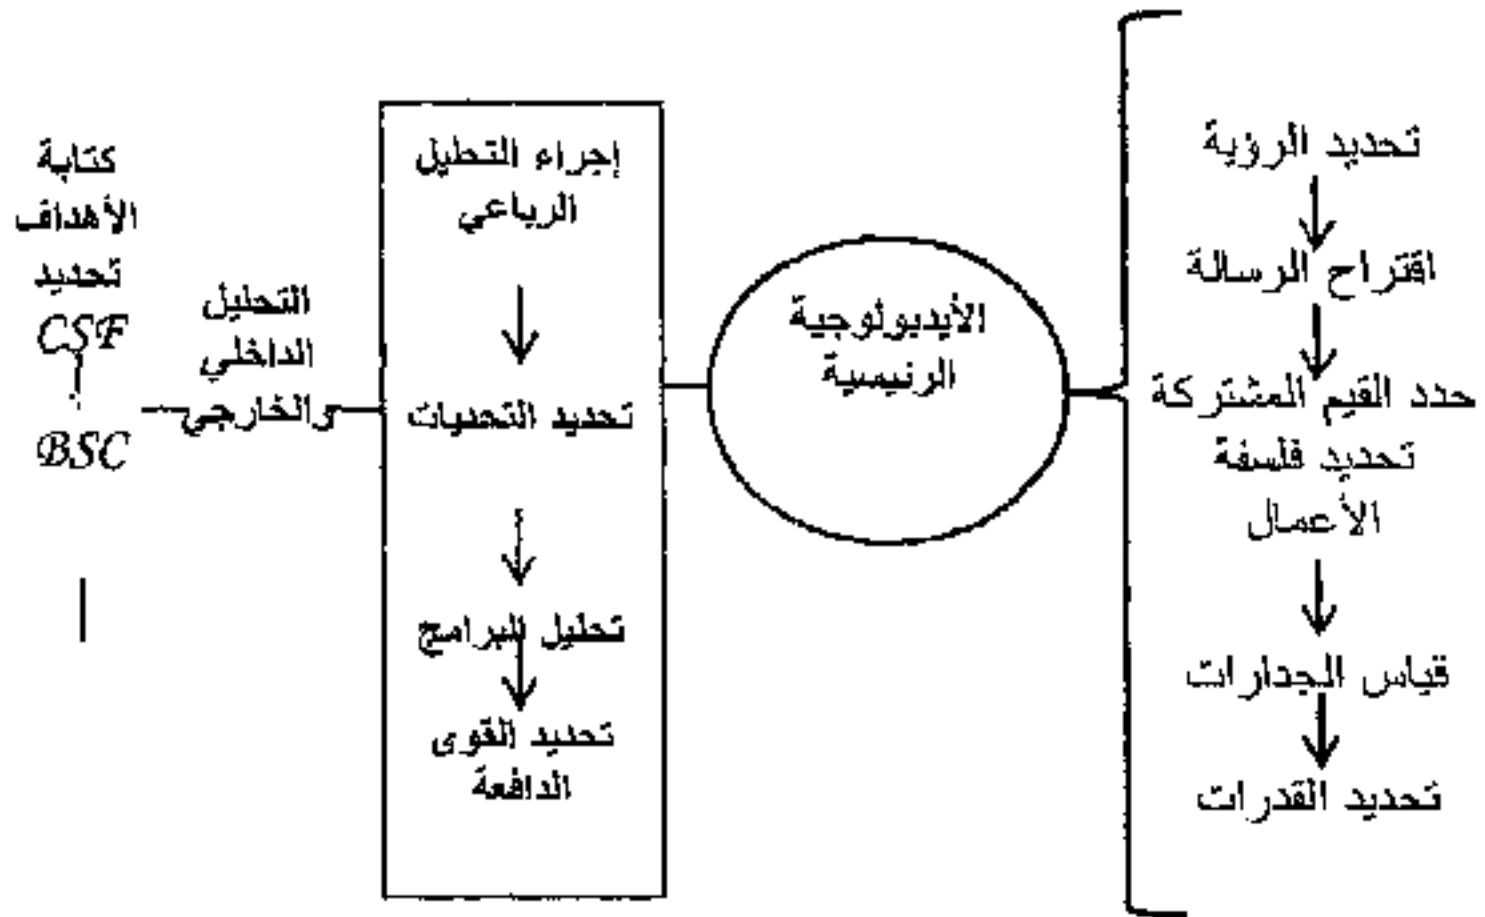 تحديد الرؤية
اقتراح الرسالة
حدد القيم المشتركة
تحديد فلسفة
الأعمال
قياس الجدارات
تحديد القدرات
الأيديولوجية
الرئيسية
إجراء التحليل
الرباعي
تحديد التحديات
تحليل البرامج
تحديد القوى
الدافعة
التحليل
الداخلي
والخارجي
كتابة
الأهداف
تحديد
CSF
BSC